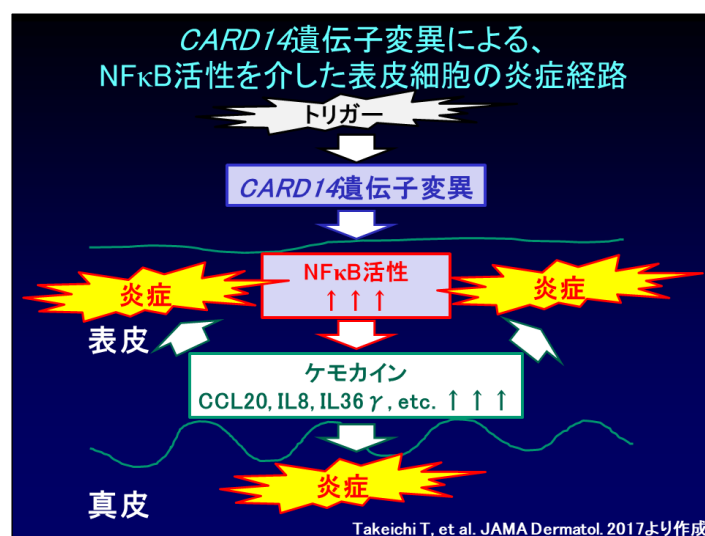 CARD14遺伝子変異による、
NFκB活性を介した表皮細胞の炎症経路
トリガー
CARD14遺伝子変異
NFκB活性
↑ ↑ ↑
炎症
炎症
表皮
ケモカイン
CCL20, IL8, IL36γ, etc. ↑ ↑ ↑
炎症
真皮
Takeichi T, et al. JAMA Dermatol. 2017より作成